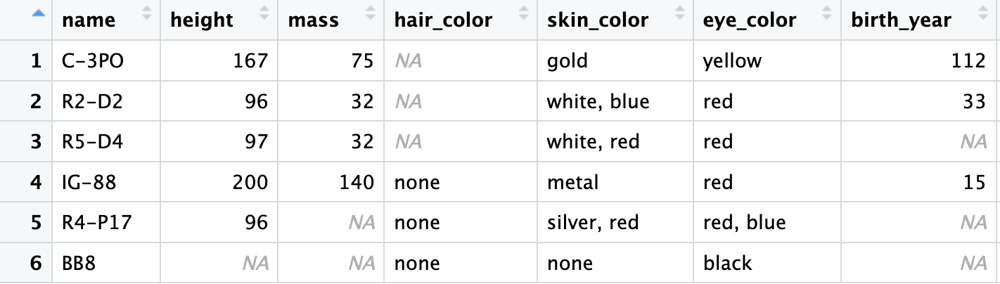 name height mass hair_color skin_color eye_color birth_year
1 C-3PO 167 75 NA gold yellow 112
2 R2-D2 96 32 NA white, blue red 33
3 R5-D4 97 32 NA white, red red NA
4 IG-88 200 140 none metal red 15
5 R4-P17 96 NA none silver, red red, blue NA
6 BB8 NA NA none none black NA